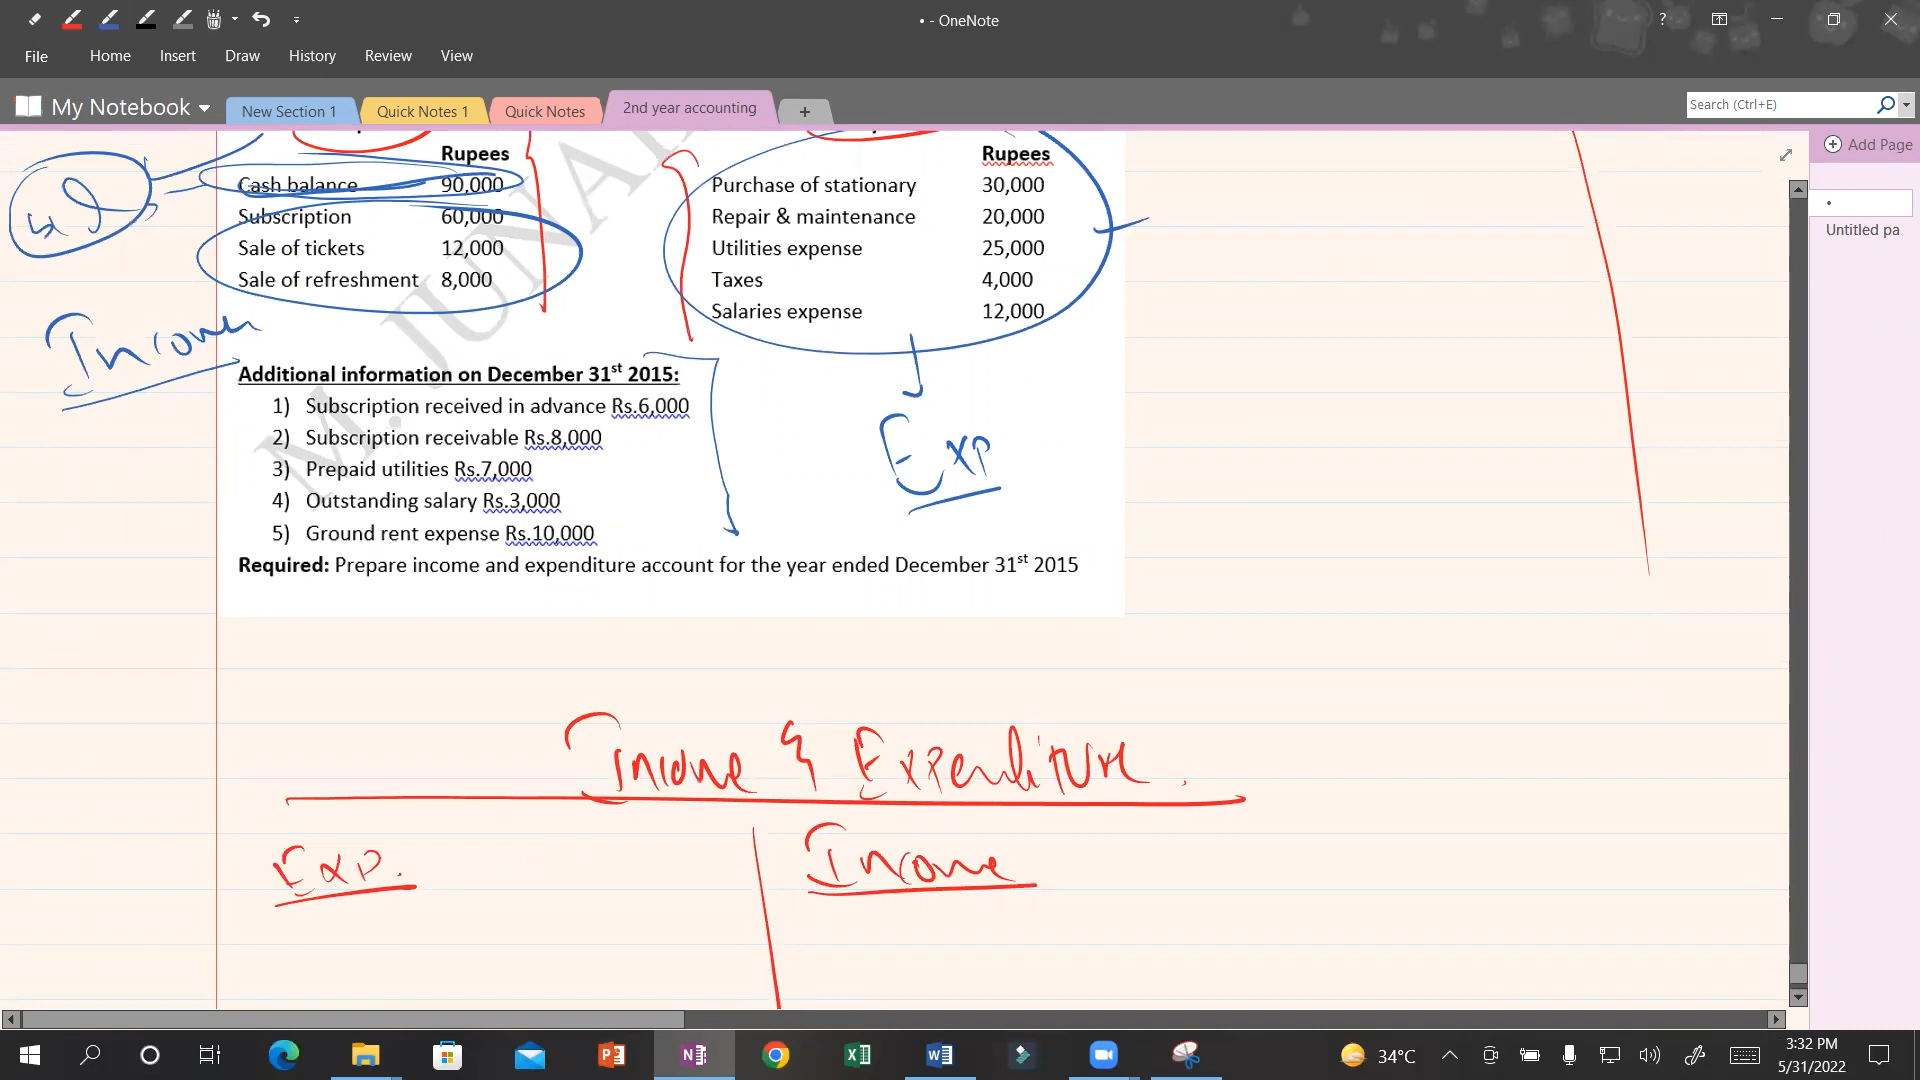 • - OneNote
?
File Home Insert Draw History Review View
My Notebook
New Section 1
Quick Notes 1
Quick Notes
2nd year accounting
+
Search (Ctrl+E)
Add Page
•
Untitled pa
Rupees
Cash balance 90,000
Subscription 60,000
Sale of tickets 12,000
Sale of refreshment 8,000
Rupees
Purchase of stationary 30,000
Repair & maintenance 20,000
Utilities expense 25,000
Taxes 4,000
Salaries expense 12,000
Income
Exp
M. JUNA
Additional information on December 31st 2015:
1) Subscription received in advance Rs.6,000
2) Subscription receivable Rs.8,000
3) Prepaid utilities Rs.7,000
4) Outstanding salary Rs.3,000
5) Ground rent expense Rs.10,000
Required: Prepare income and expenditure account for the year ended December 31st 2015
Income & Expenditure.
Exp.
Income
34°C
3:32 PM
5/31/2022